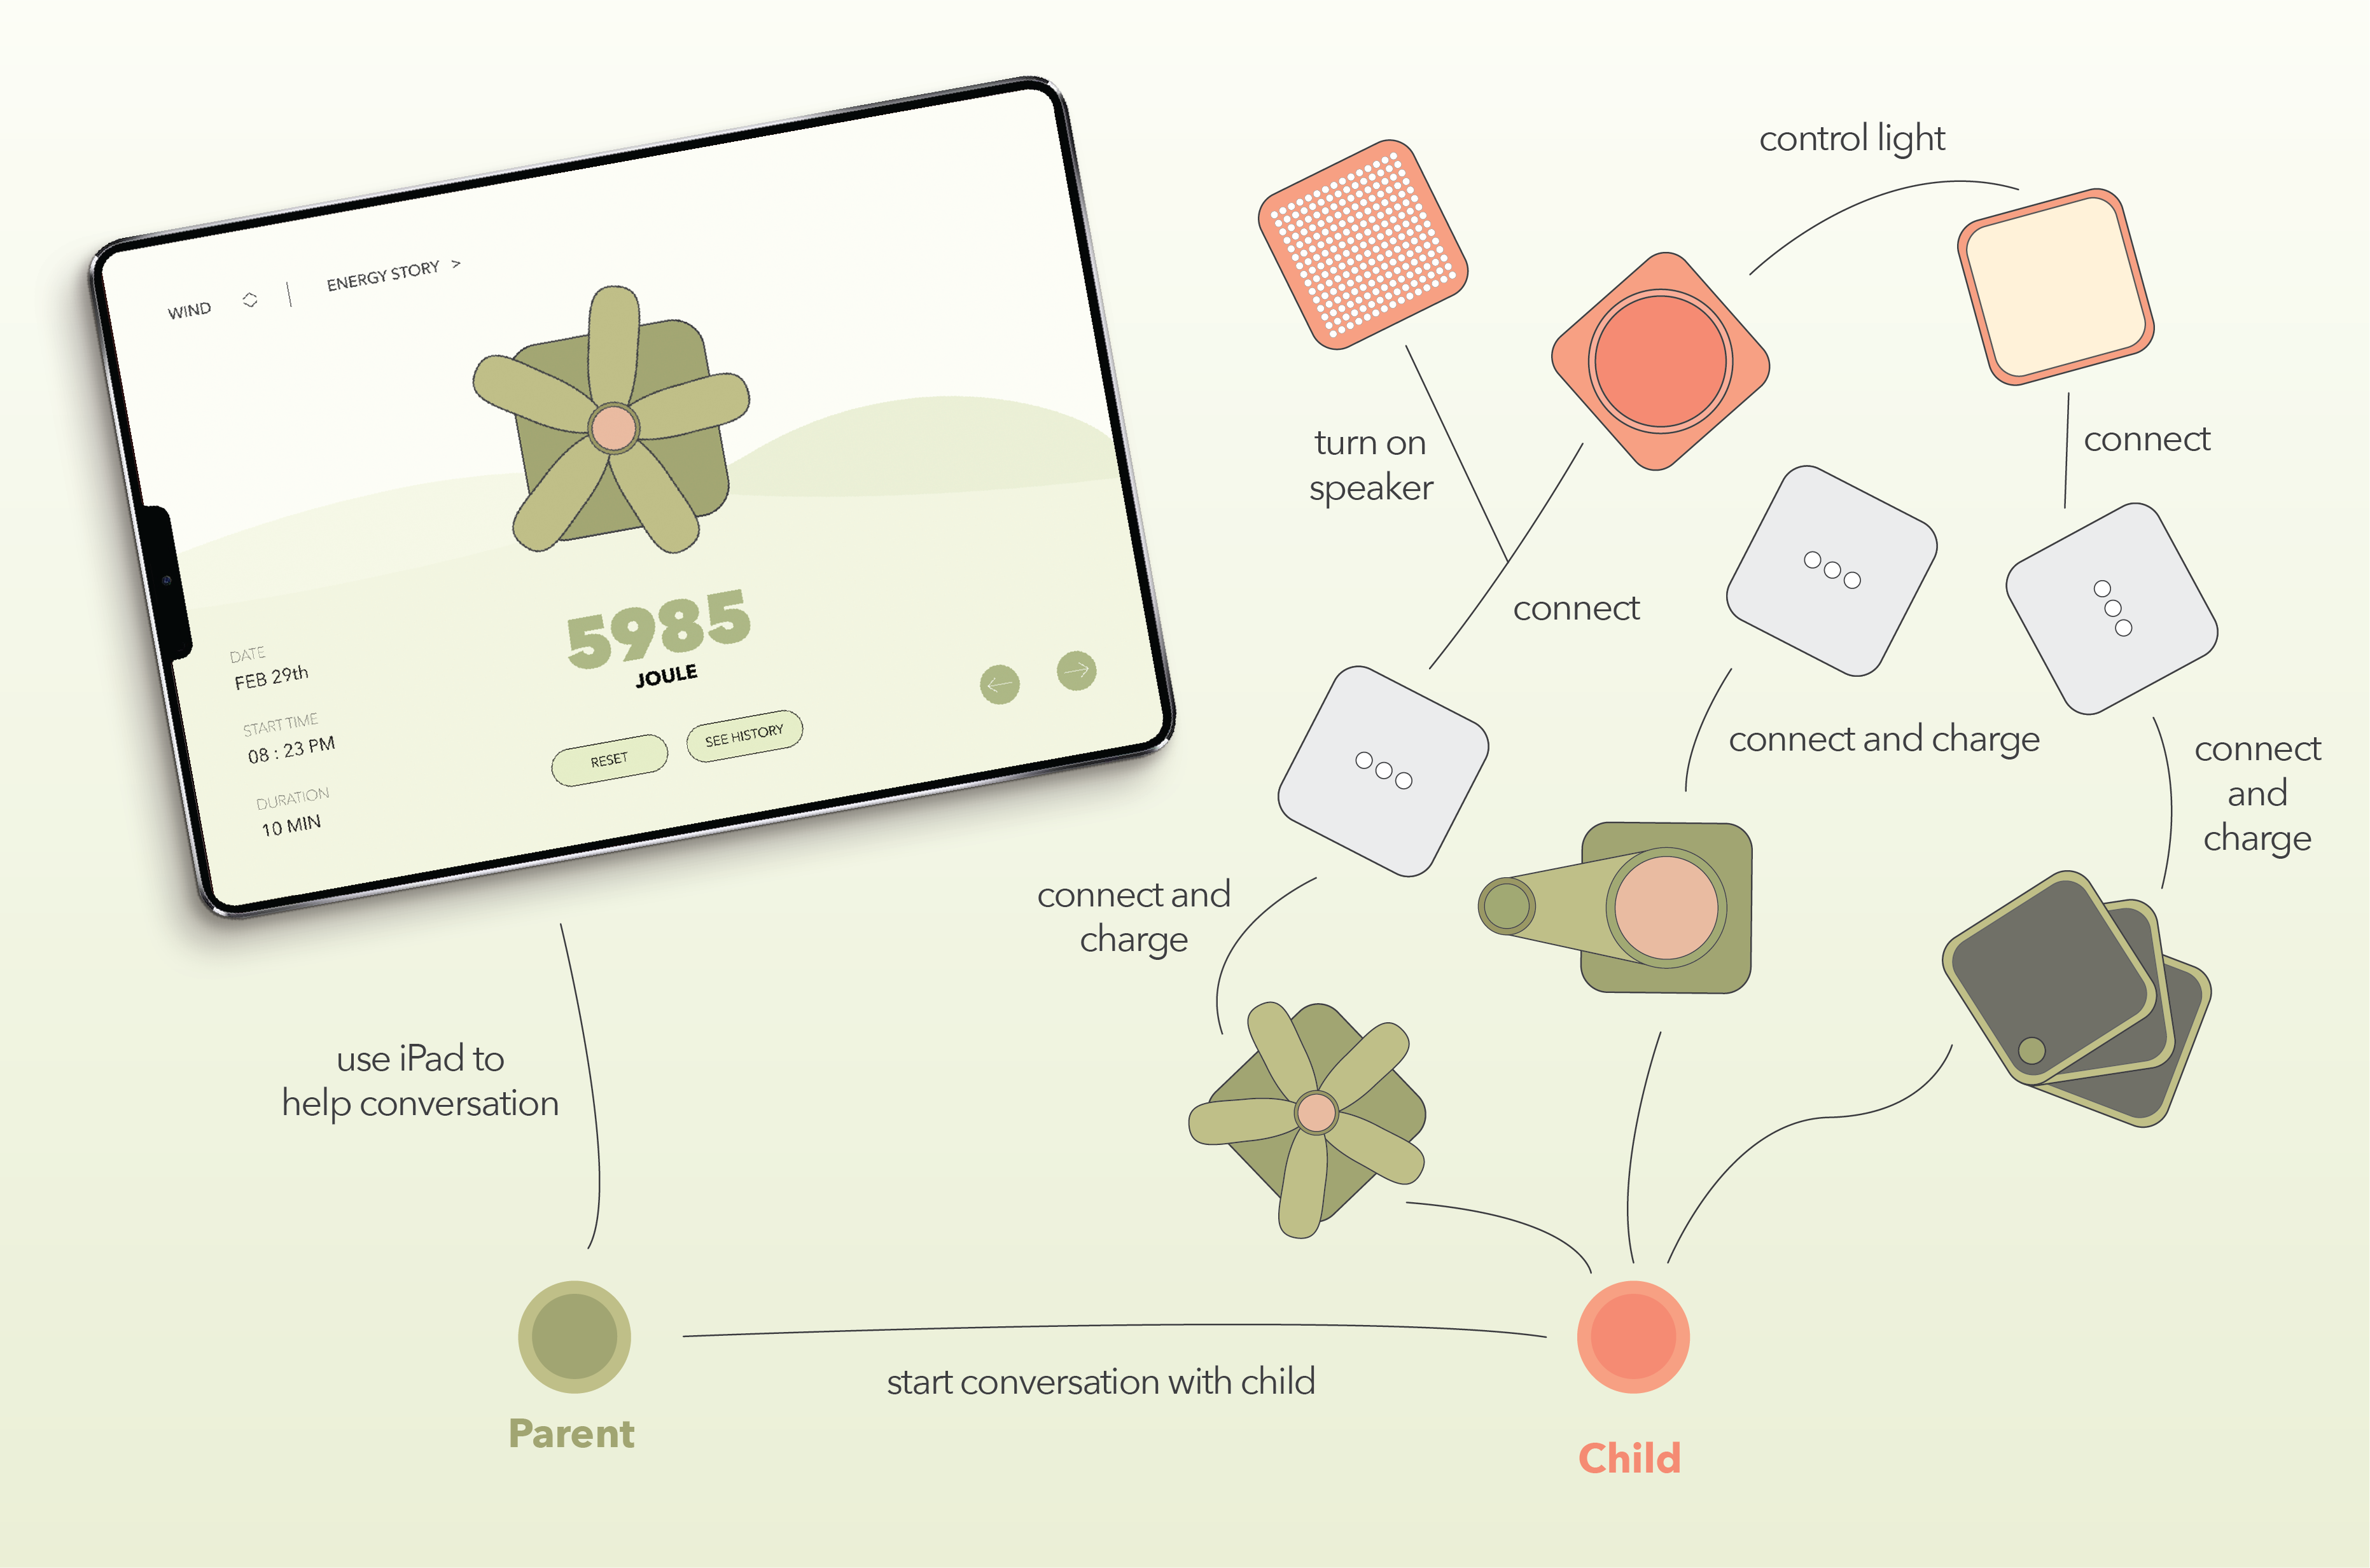 WIND
ENERGY STORY >
5985
JOULE
DATE
FEB 29th
START TIME
08 : 23 PM
DURATION
10 MIN
RESET
SEE HISTORY
control light
turn on
speaker
connect
connect
connect and charge
connect
and
charge
connect and
charge
use iPad to
help conversation
start conversation with child
Parent
Child